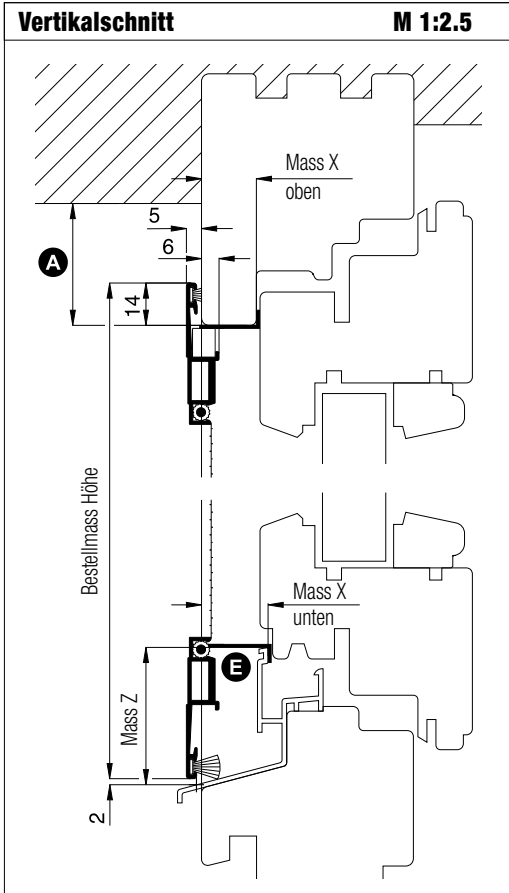 Vertikalschnitt M 1:2.5
Mass X
oben
5
A
6
14
Bestellmass Höhe
Mass X
unten
E
Mass Z
2